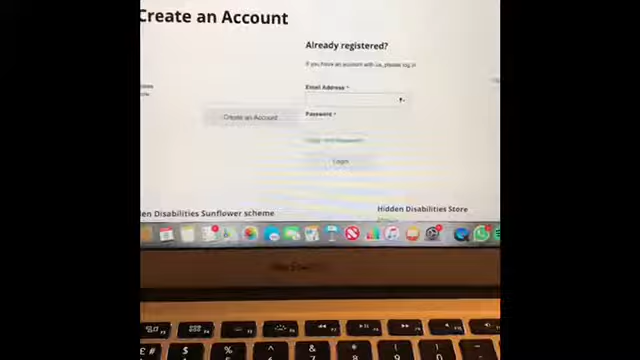 Create an Account
Already registered?
If you have an account with us, please log in
Email Address *
Password *
Create an Account
Login
den Disabilities Sunflower scheme
Hidden Disabilities Store